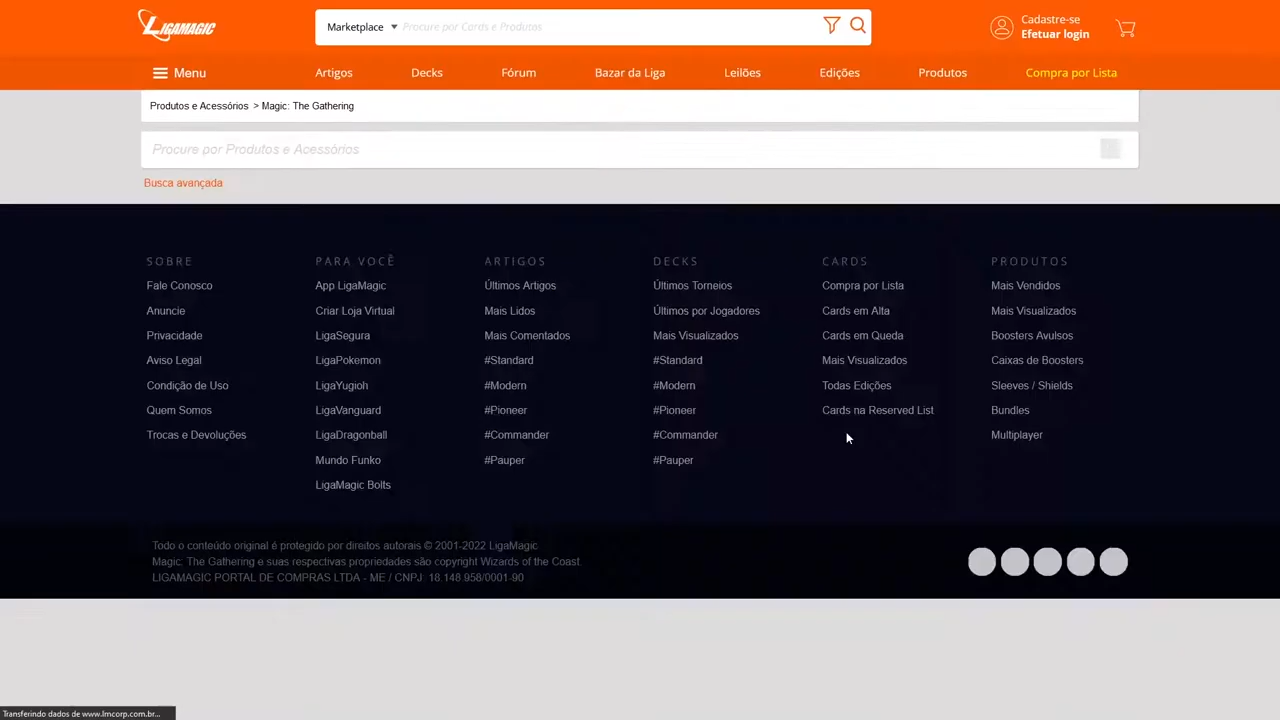 LIGAMAGIC
Marketplace Procure por Cards e Produtos
Cadastre-se
Efetuar login
Menu Artigos Decks Fórum Bazar da Liga Leilões Edições Produtos Compra por Lista
Produtos e Acessórios > Magic: The Gathering
Procure por Produtos e Acessórios
Busca avançada
SOBRE
Fale Conosco
Anuncie
Privacidade
Aviso Legal
Condição de Uso
Quem Somos
Trocas e Devoluções
PARA VOCÊ
App LigaMagic
Criar Loja Virtual
LigaSegura
LigaPokemon
LigaYugioh
LigaVanguard
LigaDragonball
Mundo Funko
LigaMagic Bolts
ARTIGOS
Últimos Artigos
Mais Lidos
Mais Comentados
#Standard
#Modern
#Pioneer
#Commander
#Pauper
DECKS
Últimos Torneios
Últimos por Jogadores
Mais Visualizados
#Standard
#Modern
#Pioneer
#Commander
#Pauper
CARDS
Compra por Lista
Cards em Alta
Cards em Queda
Mais Visualizados
Todas Edições
Cards na Reserved List
PRODUTOS
Mais Vendidos
Mais Visualizados
Boosters Avulsos
Caixas de Boosters
Sleeves / Shields
Bundles
Multiplayer
Todo o conteúdo original é protegido por direitos autorais © 2001-2022 LigaMagic
Magic: The Gathering e suas respectivas propriedades são copyright Wizards of the Coast
LIGAMAGIC PORTAL DE COMPRAS LTDA - ME / CNPJ 18.148.958/0001-90
Transferindo dados de www.lmcorp.com.br...